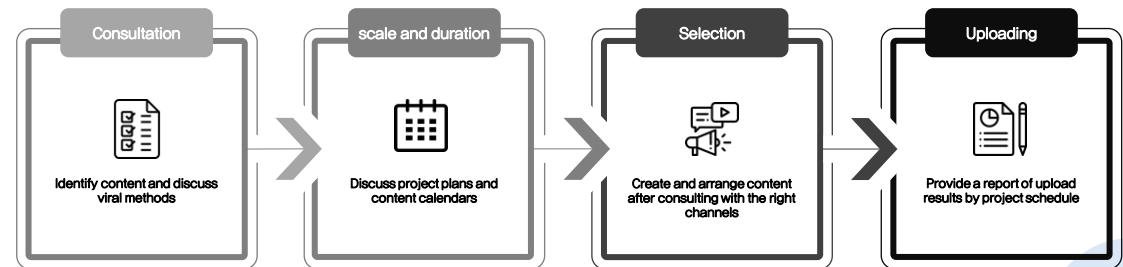 Consultation
Identify content and discuss
viral methods
scale and duration
Discuss project plans and
content calendars
Selection
Create and arrange content
after consulting with the right
channels
Uploading
Provide a report of upload
results by project schedule